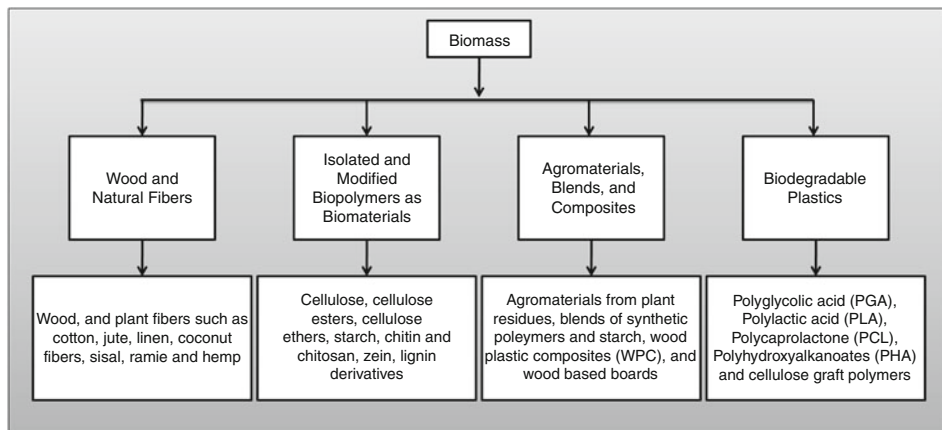 Biomass
Wood and
Natural Fibers
Isolated and
Modified
Biopolymers as
Biomaterials
Agromaterials,
Blends, and
Composites
Biodegradable
Plastics
Wood, and plant fibers such as
cotton, jute, linen, coconut
fibers, sisal, ramie and hemp
Cellulose, cellulose
esters, cellulose
ethers, starch, chitin and
chitosan, zein, lignin
derivatives
Agromaterials from plant
residues, blends of synthetic
poleymers and starch, wood
plastic composites (WPC), and
wood based boards
Polyglycolic acid (PGA),
Polylactic acid (PLA),
Polycaprolactone (PCL),
Polyhydroxyalkanoates (PHA)
and cellulose graft polymers